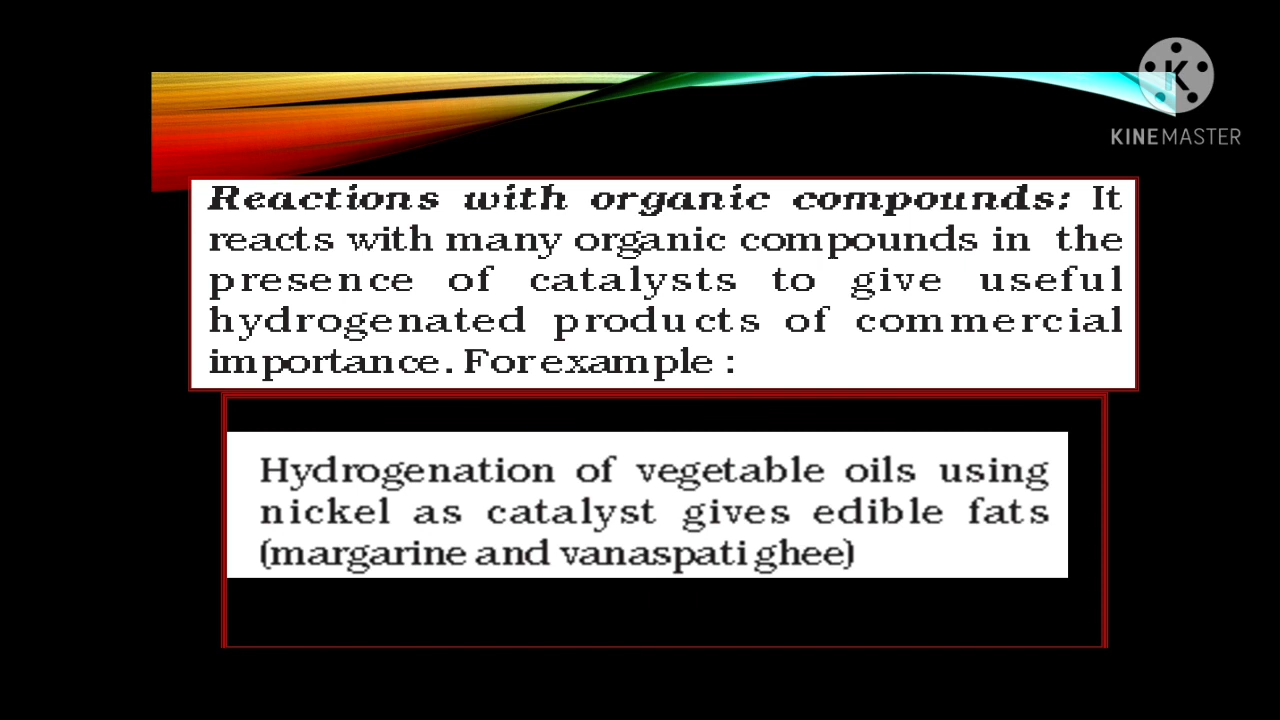 KINEMASTER
Reactions with organic compounds: It
reacts with many organic compounds in the
presence of catalysts to give useful
hydrogenated products of commercial
importance. For example :
Hydrogenation of vegetable oils using
nickel as catalyst gives edible fats
(margarine and vanaspati ghee)